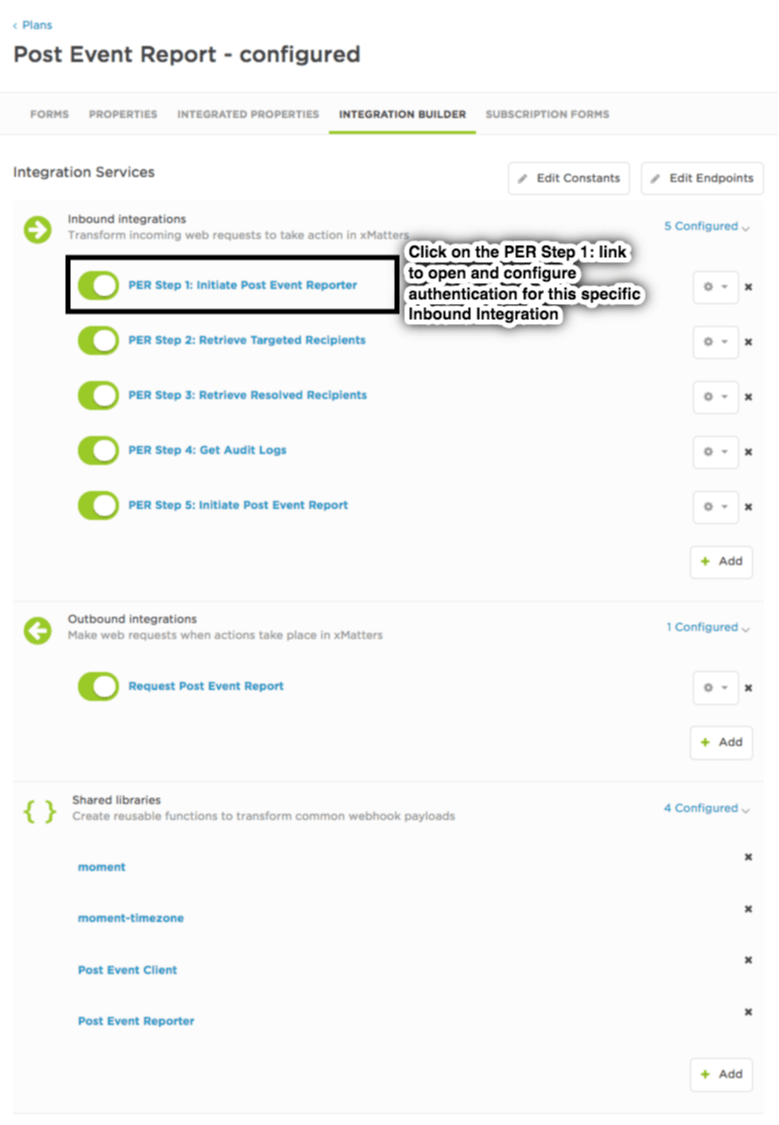 ‹ Plans
Post Event Report - configured
FORMS PROPERTIES INTEGRATED PROPERTIES INTEGRATION BUILDER SUBSCRIPTION FORMS
Integration Services
Edit Constants Edit Endpoints
Inbound integrations
Transform incoming web requests to take action in xMatters
5 Configured
Click on the PER Step 1: link
to open and configure
authentication for this specific
Inbound Integration
PER Step 1: Initiate Post Event Reporter
PER Step 2: Retrieve Targeted Recipients
PER Step 3: Retrieve Resolved Recipients
PER Step 4: Get Audit Logs
PER Step 5: Initiate Post Event Report
+ Add
Outbound integrations
Make web requests when actions take place in xMatters
1 Configured
Request Post Event Report
+ Add
{ } Shared libraries
Create reusable functions to transform common webhook payloads
4 Configured
moment
moment-timezone
Post Event Client
Post Event Reporter
+ Add